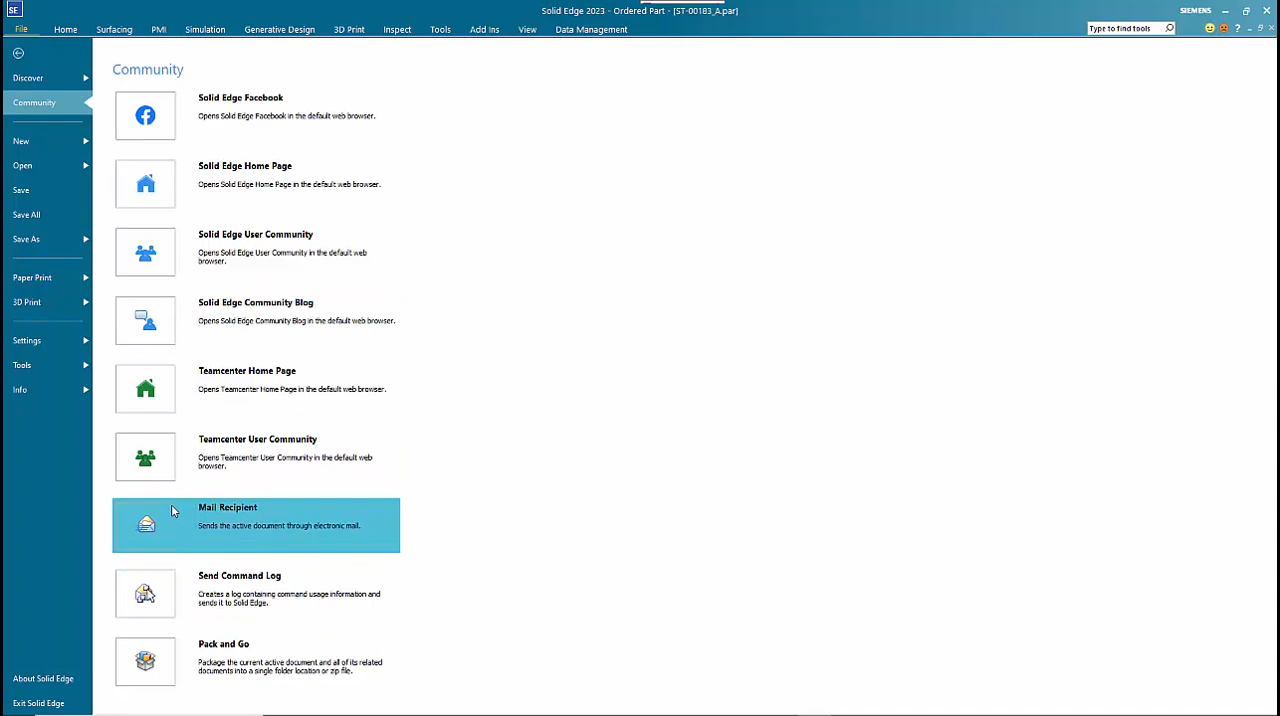 SE
Solid Edge 2023 - Ordered Part - [ST-00183_A.par]
SIEMENS
File Home Surfacing PMI Simulation Generative Design 3D Print Inspect Tools Add Ins View Data Management
Type to find tools
Discover
Community
New
Open
Save
Save All
Save As
Paper Print
3D Print
Settings
Tools
Info
About Solid Edge
Exit Solid Edge
Community
Solid Edge Facebook
Opens Solid Edge Facebook in the default web browser.
Solid Edge Home Page
Opens Solid Edge Home Page in the default web browser.
Solid Edge User Community
Opens Solid Edge User Community in the default web
browser.
Solid Edge Community Blog
Opens Solid Edge Community Blog in the default web browser.
Teamcenter Home Page
Opens Teamcenter Home Page in the default web browser.
Teamcenter User Community
Opens Teamcenter User Community in the default web
browser.
Mail Recipient
Sends the active document through electronic mail.
Send Command Log
Creates a log containing command usage information and
sends it to Solid Edge.
Pack and Go
Package the current active document and all of its related
documents into a single folder location or zip file.